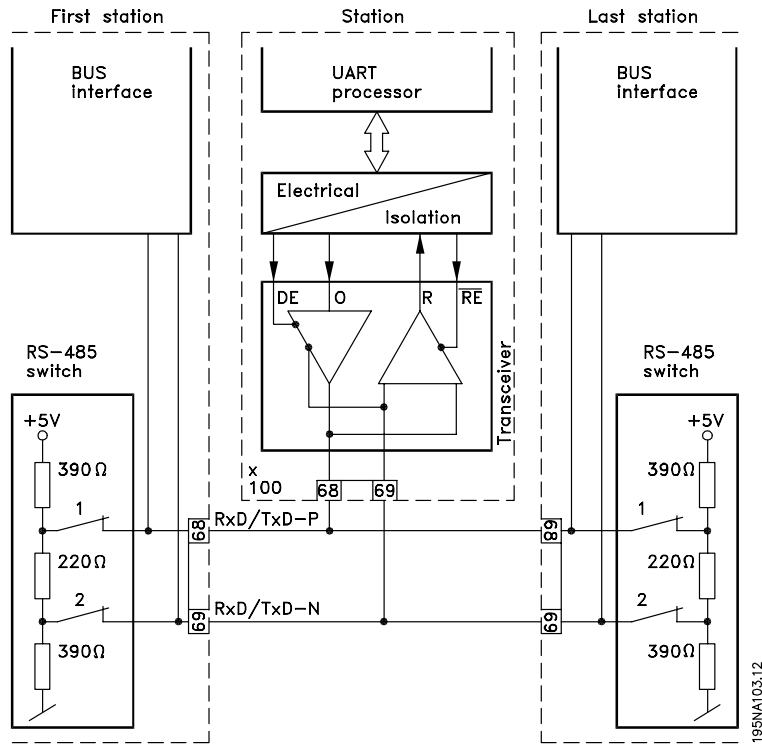 First station
Station
Last station
BUS
interface
UART
processor
BUS
interface
Electrical
Isolation
DE
O
R
RE
Transceiver
RS-485
switch
RS-485
switch
+5V
+5V
390Ω
390Ω
x
100
68
69
1
68
RxD/TxD-P
68
1
220Ω
220Ω
2
69
RxD/TxD-N
69
2
390Ω
390Ω
195NA103.12